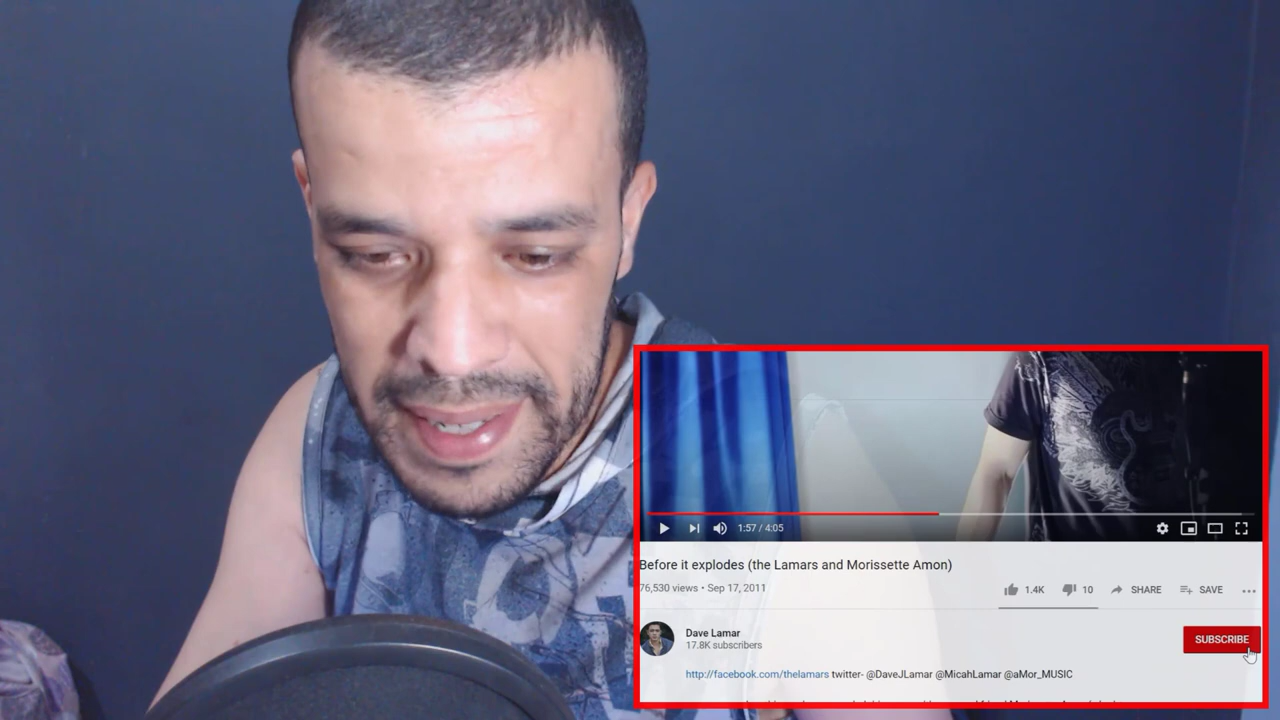 1:57 / 4:05
Before it explodes (the Lamars and Morissette Amon)
76,530 views • Sep 17, 2011
1.4K 10 SHARE SAVE
Dave Lamar
17.8K subscribers
SUBSCRIBE
http://facebook.com/thelamars twitter- @DaveJLamar @MicahLamar @aMor_MUSIC